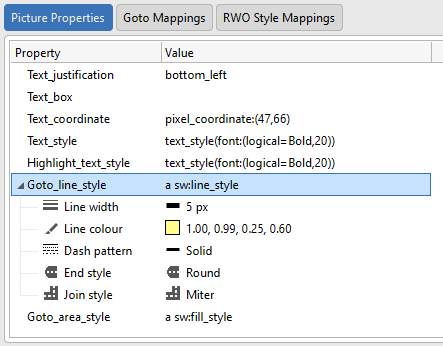 Picture Properties Goto Mappings RWO Style Mappings
Property Value
Text_justification bottom_left
Text_box
Text_coordinate pixel_coordinate:(47,66)
Text_style text_style(font:(logical=Bold,20))
Highlight_text_style text_style(font:(logical=Bold,20))
Goto_line_style a sw:line_style
Line width 5 px
Line colour 1.00, 0.99, 0.25, 0.60
Dash pattern Solid
End style Round
Join style Miter
Goto_area_style a sw:fill_style